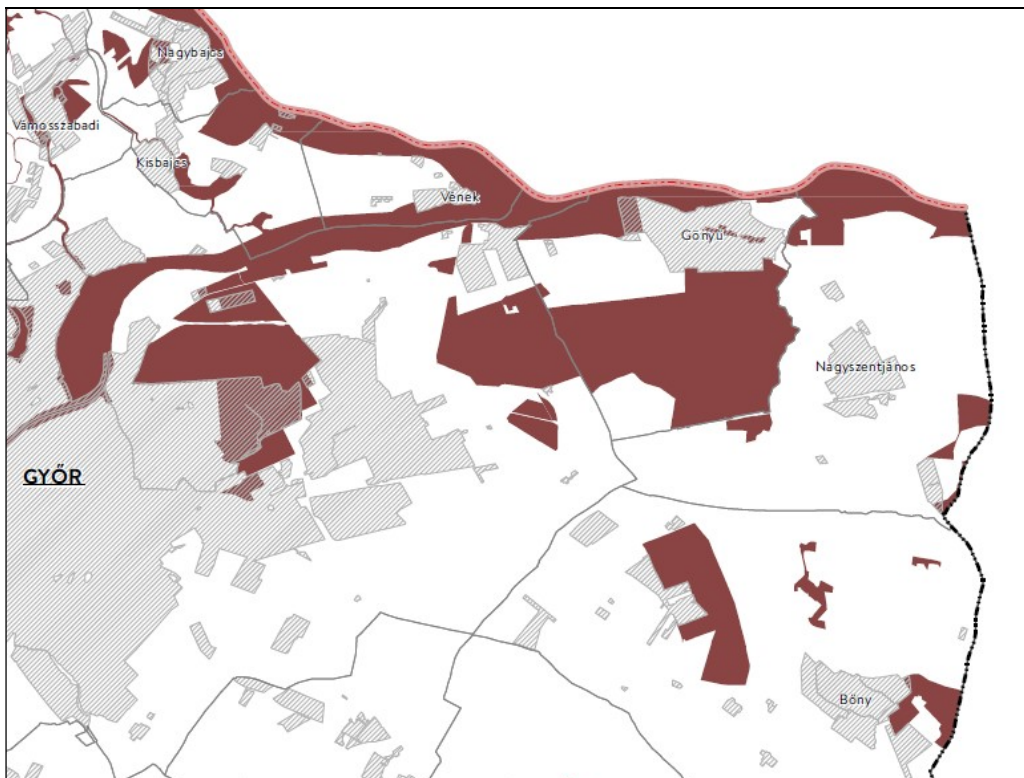 Nagybajcs
Vámosszabadi
Kisbajcs
Vének
Gönyű
Nagyszentjános
GYŐR
Bőny